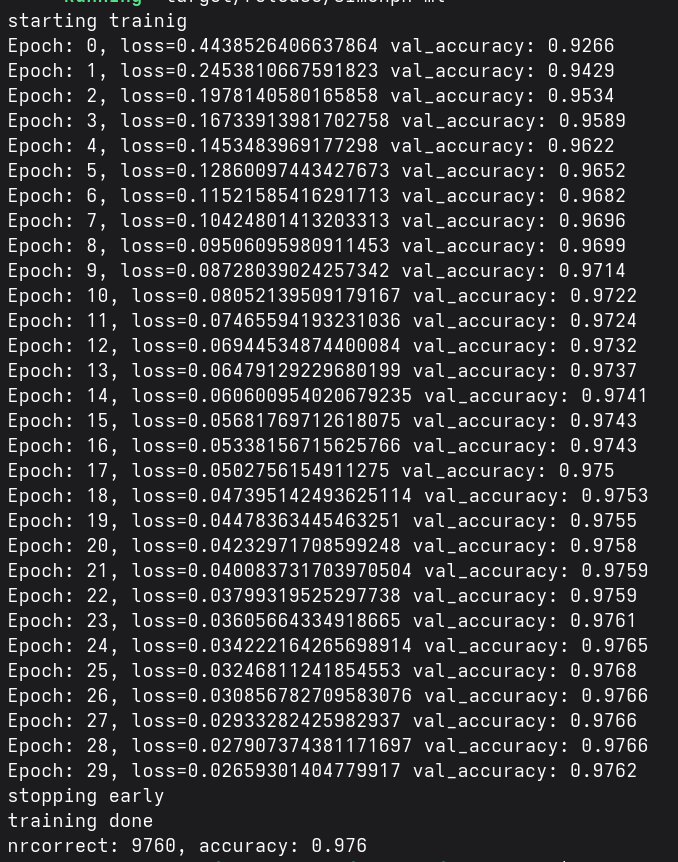 starting trainig
Epoch: 0, loss=0.4438526406637864 val_accuracy: 0.9266
Epoch: 1, loss=0.2453810667591823 val_accuracy: 0.9429
Epoch: 2, loss=0.1978140580165858 val_accuracy: 0.9534
Epoch: 3, loss=0.16733913981702758 val_accuracy: 0.9589
Epoch: 4, loss=0.1453483969177298 val_accuracy: 0.9622
Epoch: 5, loss=0.12860097443427673 val_accuracy: 0.9652
Epoch: 6, loss=0.11521585416291713 val_accuracy: 0.9682
Epoch: 7, loss=0.10424801413203313 val_accuracy: 0.9696
Epoch: 8, loss=0.09506095980911453 val_accuracy: 0.9699
Epoch: 9, loss=0.08728039024257342 val_accuracy: 0.9714
Epoch: 10, loss=0.08052139509179167 val_accuracy: 0.9722
Epoch: 11, loss=0.07465594193231036 val_accuracy: 0.9724
Epoch: 12, loss=0.06944534874400084 val_accuracy: 0.9732
Epoch: 13, loss=0.06479129229680199 val_accuracy: 0.9737
Epoch: 14, loss=0.060600954020679235 val_accuracy: 0.9741
Epoch: 15, loss=0.05681769712618075 val_accuracy: 0.9743
Epoch: 16, loss=0.05338156715625766 val_accuracy: 0.9743
Epoch: 17, loss=0.0502756154911275 val_accuracy: 0.975
Epoch: 18, loss=0.047395142493625114 val_accuracy: 0.9753
Epoch: 19, loss=0.04478363445463251 val_accuracy: 0.9755
Epoch: 20, loss=0.04232971708599248 val_accuracy: 0.9758
Epoch: 21, loss=0.040083731703970504 val_accuracy: 0.9759
Epoch: 22, loss=0.03799319525297738 val_accuracy: 0.9759
Epoch: 23, loss=0.03605664334918665 val_accuracy: 0.9761
Epoch: 24, loss=0.034222164265698914 val_accuracy: 0.9765
Epoch: 25, loss=0.03246811241854553 val_accuracy: 0.9768
Epoch: 26, loss=0.030856782709583076 val_accuracy: 0.9766
Epoch: 27, loss=0.02933282425982937 val_accuracy: 0.9766
Epoch: 28, loss=0.027907374381171697 val_accuracy: 0.9766
Epoch: 29, loss=0.02659301404779917 val_accuracy: 0.9762
stopping early
training done
nrcorrect: 9760, accuracy: 0.976